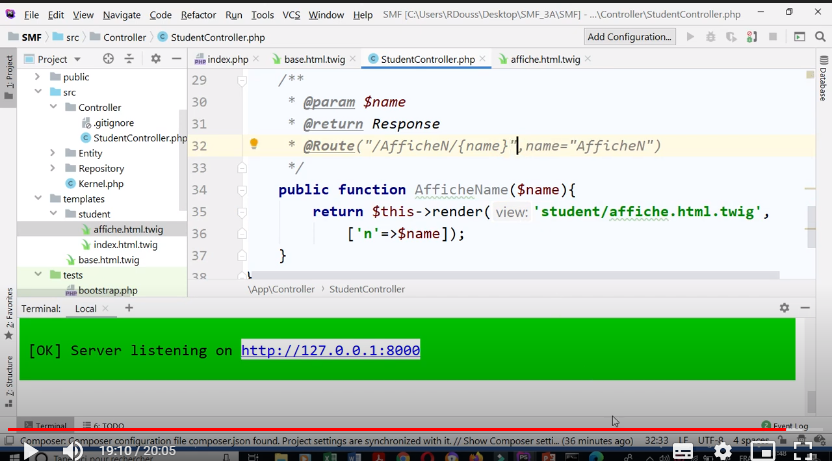 File Edit View Navigate Code Refactor Run Tools VCS Window Help SMF [C:\Users\RDouss\Desktop\SMF_3A\SMF] - ...\Controller\StudentController.php
SMF src Controller StudentController.php Add Configuration...
Project index.php base.html.twig StudentController.php affiche.html.twig
1: Project
Database
public
src
Controller
.gitignore
StudentController.php
Entity
Repository
Kernel.php
templates
student
affiche.html.twig
index.html.twig
base.html.twig
tests
bootstrap.php
29 /**
30 * @param $name
31 * @return Response
32 * @Route("/AfficheN/{name}",name="AfficheN")
33 */
34 public function AfficheName($name){
35 return $this->render( view: 'student/affiche.html.twig',
36 ['n'=>$name]);
37 }
38 }
\App\Controller › StudentController
2: Favorites
Z: Structure
Terminal: Local × +
[OK] Server listening on http://127.0.0.1:8000
Terminal 6: TODO Event Log
Composer: Composer configuration file composer.json found. Project settings are synchronized with it. // Show Composer setti... (36 minutes ago) 32:33 LF UTF-8 4 spaces
19:10 / 20:05